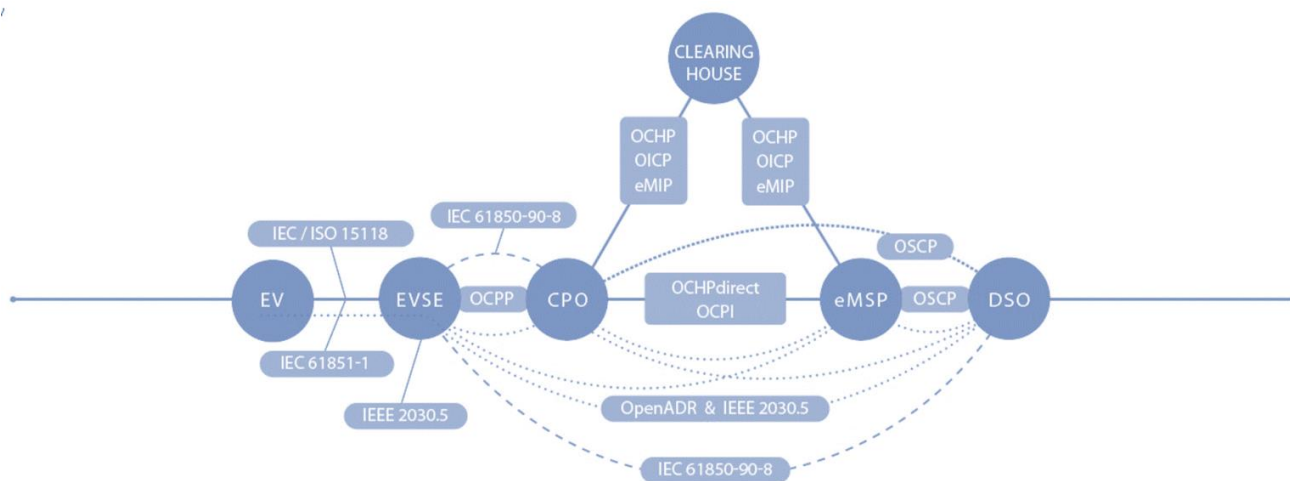 CLEARING
HOUSE
OCHP
OICP
eMIP
OCHP
OICP
eMIP
IEC 61850-90-8
IEC / ISO 15118
OSCP
EV
EVSE
OCPP
CPO
OCHPdirect
OCPI
eMSP
OSCP
DSO
IEC 61851-1
IEEE 2030.5
OpenADR & IEEE 2030.5
IEC 61850-90-8